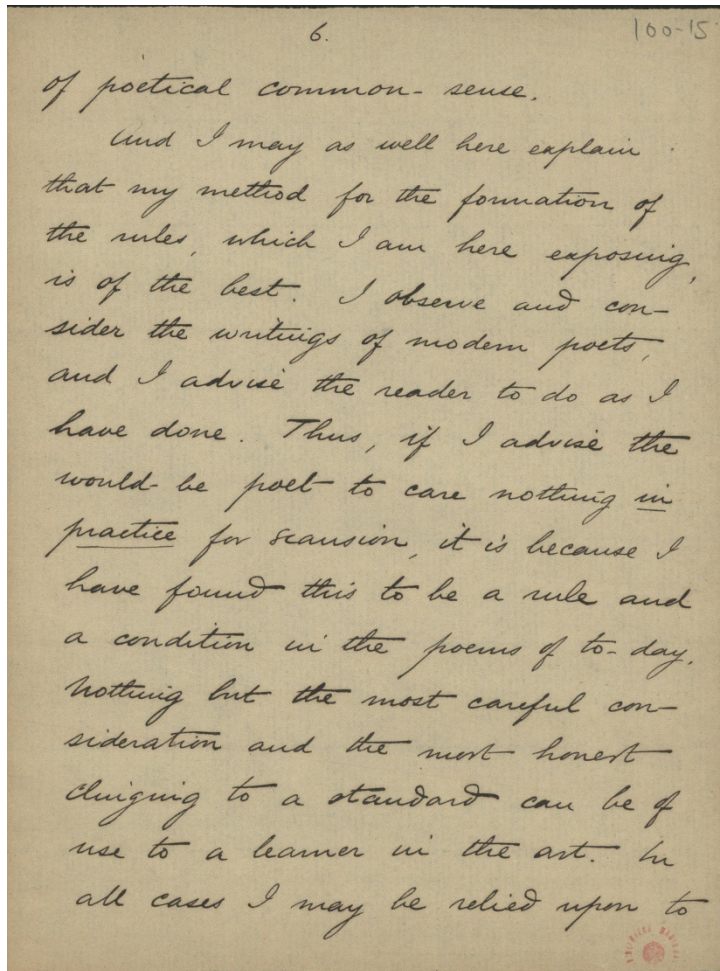 6.
100-15
of poetical common-sense.
And I may as well here explain
that my method for the formation of
the rules, which I am here exposing,
is of the best. I observe and con-
sider the writings of modern poets,
and I advise the reader to do as I
have done. Thus, if I advise the
would-be poet to care nothing in
practice for scansion, it is because I
have found this to be a rule and
a condition in the poems of to-day.
Nothing but the most careful con-
sideration and the most honest
clinging to a standard can be of
use to a learner in the art. In
all cases I may be relied upon to